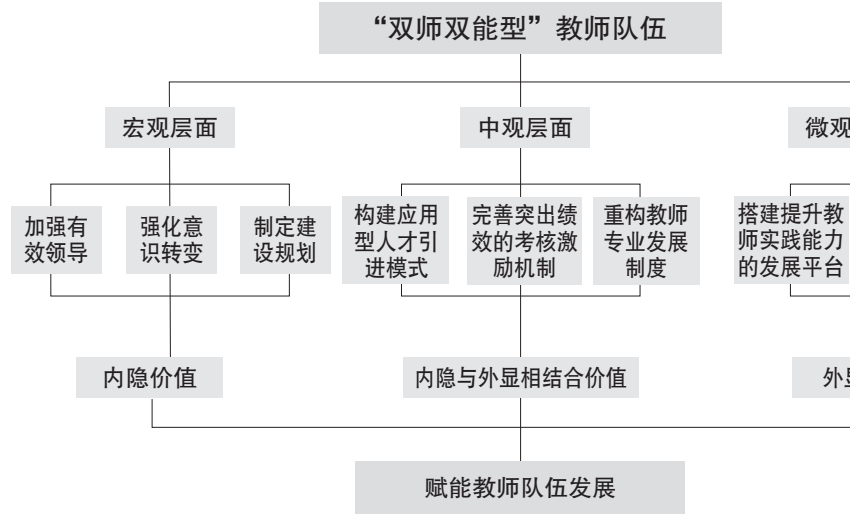 “双师双能型”教师队伍
宏观层面
中观层面
微观
加强有
效领导
强化意
识转变
制定建
设规划
构建应用
型人才引
进模式
完善突出绩
效的考核激
励机制
重构教师
专业发展
制度
搭建提升教
师实践能力
的发展平台
内隐价值
内隐与外显相结合价值
外
赋能教师队伍发展